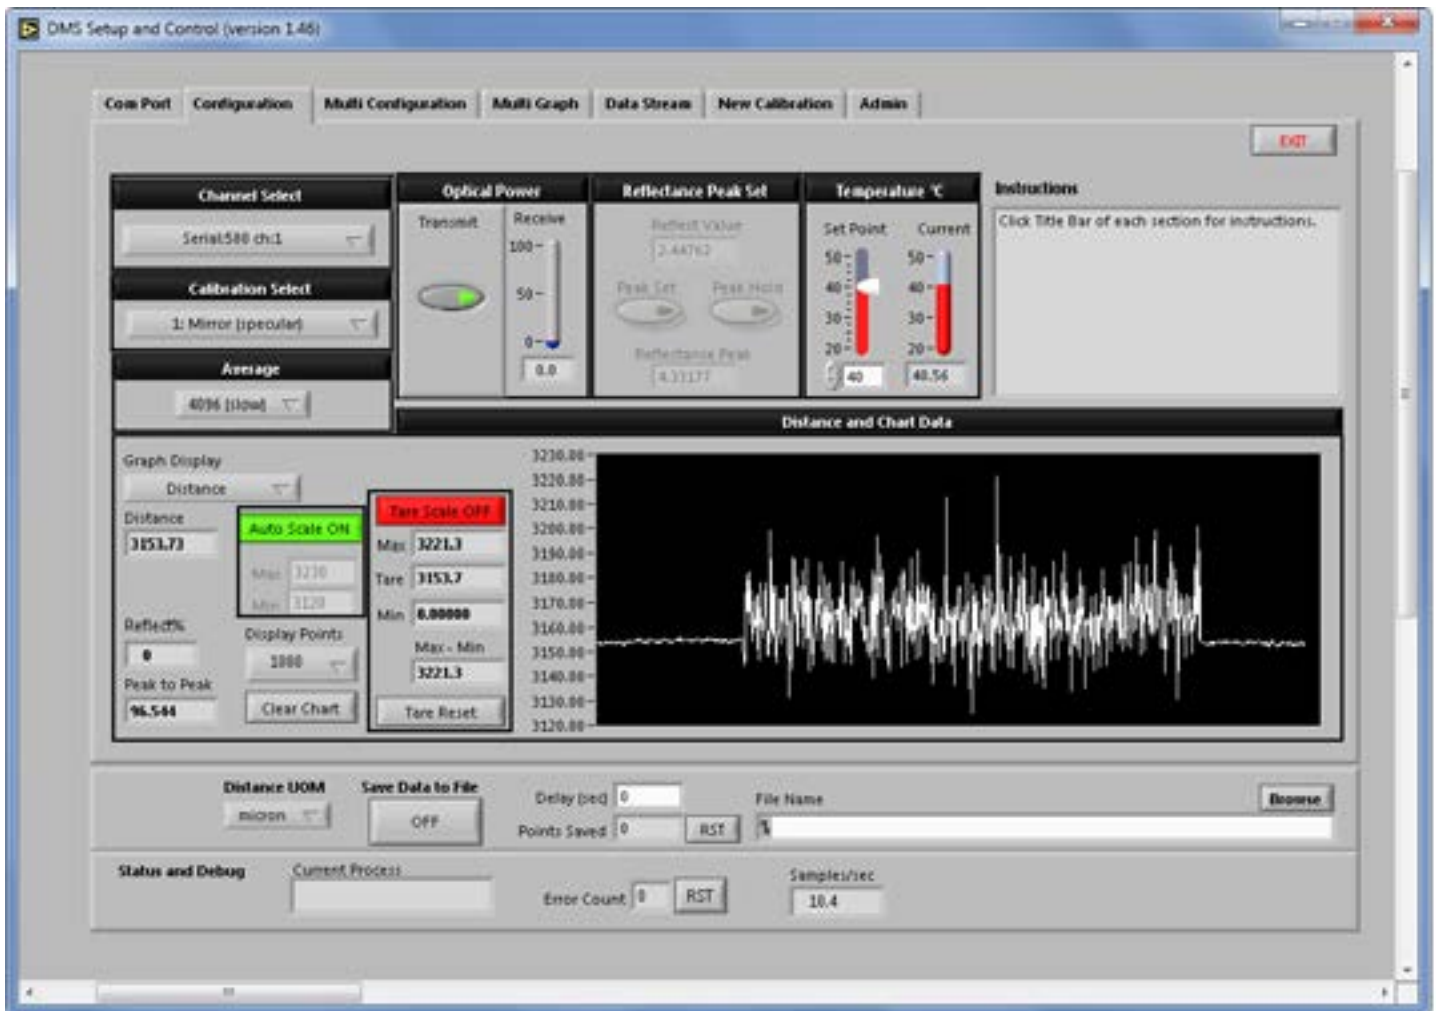 DMS Setup and Control (version 1.46)
Com Port Configuration Multi Configuration Multi Graph Data Stream New Calibration Admin
EXIT
Channel Select
Serial:580 ch:1
Calibration Select
1: Mirror (specular)
Average
4096 (slow)
Optical Power
Transmit
Receive
100
50
0
0.0
Reflectance Peak Set
Reflect Value
2.44762
Peak Set Peak Hold
Reflectance Peak
4.33177
Temperature °C
Set Point Current
50 50
40 40
30 30
20 20
40 40.56
Instructions
Click Title Bar of each section for instructions.
Distance and Chart Data
Graph Display
Distance
Distance
3153.73
Reflect%
0
Peak to Peak
96.544
Auto Scale ON
Max 3230
Min 3120
Display Points
1000
Clear Chart
Tare Scale OFF
Max 3221.3
Tare 3153.7
Min 0.00000
Max - Min
3221.3
Tare Reset
3230.00
3220.00
3210.00
3200.00
3190.00
3180.00
3170.00
3160.00
3150.00
3140.00
3130.00
3120.00
Distance UOM
micron
Save Data to File
OFF
Delay (sec) 0
Points Saved 0 RST
File Name
Browse
%
Status and Debug
Current Process
Error Count 0 RST
Samples/sec
10.4